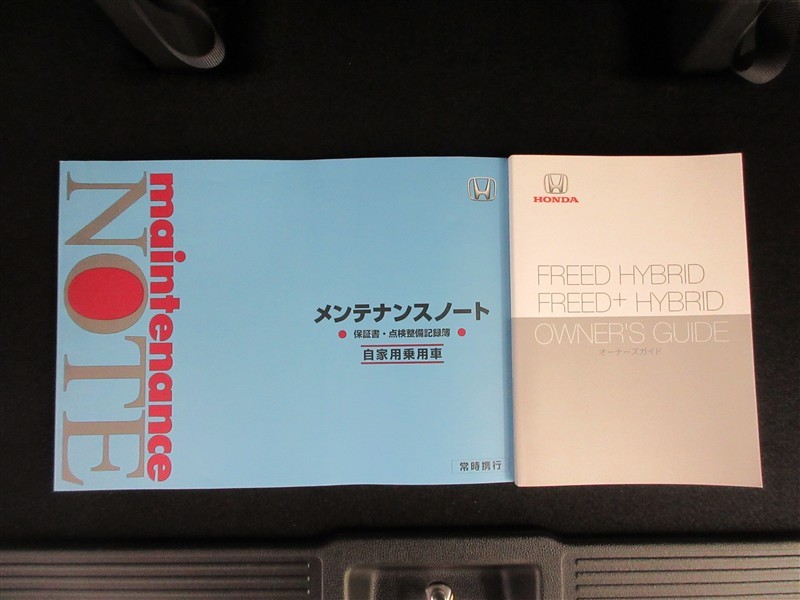 maintenance
NOTE
メンテナンスノート
● 保証書・点検整備記録簿 ●
自家用乗用車
常時携行
HONDA
FREED HYBRID
FREED+ HYBRID
OWNER'S GUIDE
オーナーズガイド